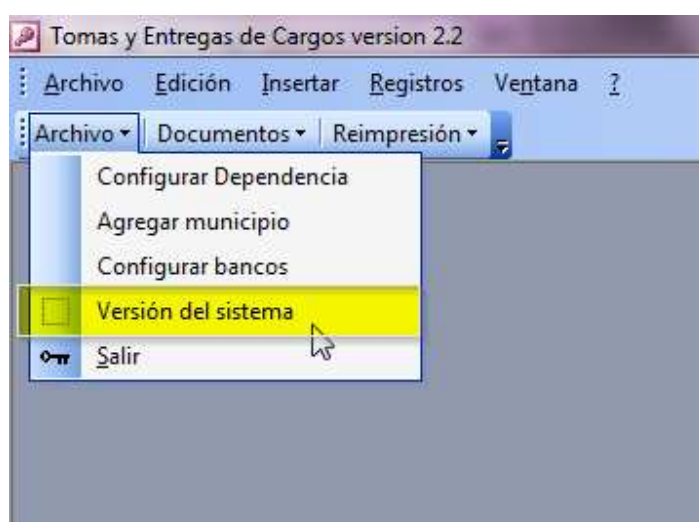 Tomas y Entregas de Cargos version 2.2
Archivo Edición Insertar Registros Ventana ?
Archivo Documentos Reimpresión
Configurar Dependencia
Agregar municipio
Configurar bancos
Versión del sistema
Salir